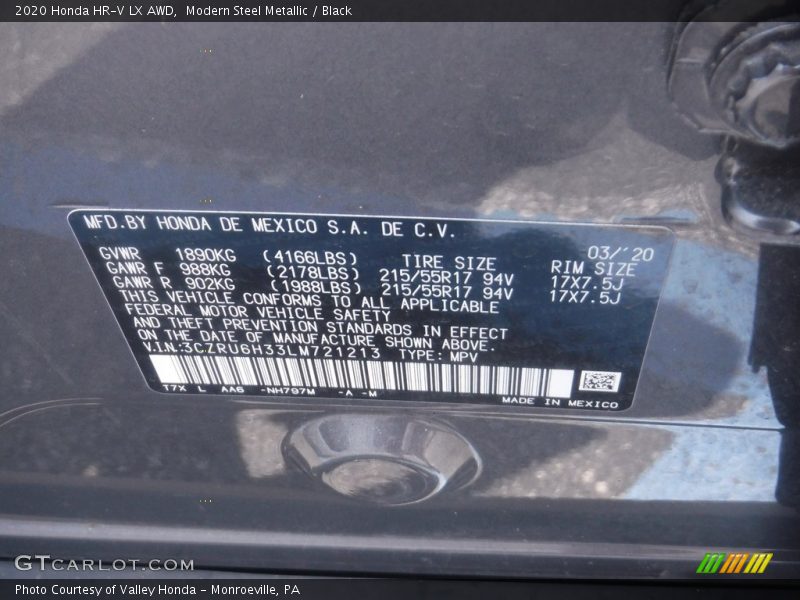 2020 Honda HR-V LX AWD, Modern Steel Metallic / Black
MFD.BY HONDA DE MEXICO S.A. DE C.V.
03/'20
GVWR 1890KG (4166LBS) TIRE SIZE RIM SIZE
GAWR F 988KG (2178LBS) 215/55R17 94V 17X7.5J
GAWR R 902KG (1988LBS) 215/55R17 94V 17X7.5J
THIS VEHICLE CONFORMS TO ALL APPLICABLE
FEDERAL MOTOR VEHICLE SAFETY
AND THEFT PREVENTION STANDARDS IN EFFECT
ON THE DATE OF MANUFACTURE SHOWN ABOVE.
V.I.N:3CZRU6H33LM721213 TYPE: MPV
T7X L AA6 -NH797M -A -M
MADE IN MEXICO
GTCARLOT.COM
Photo Courtesy of Valley Honda - Monroeville, PA